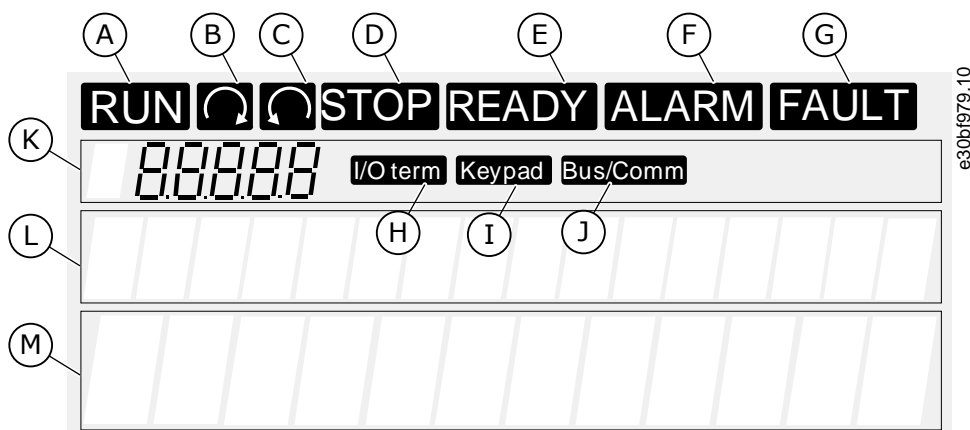 A B C D E F G
RUN STOP READY ALARM FAULT
K 8.8.8.8.8 I/O term Keypad Bus/Comm
H I J
L
M
e30bf979.10